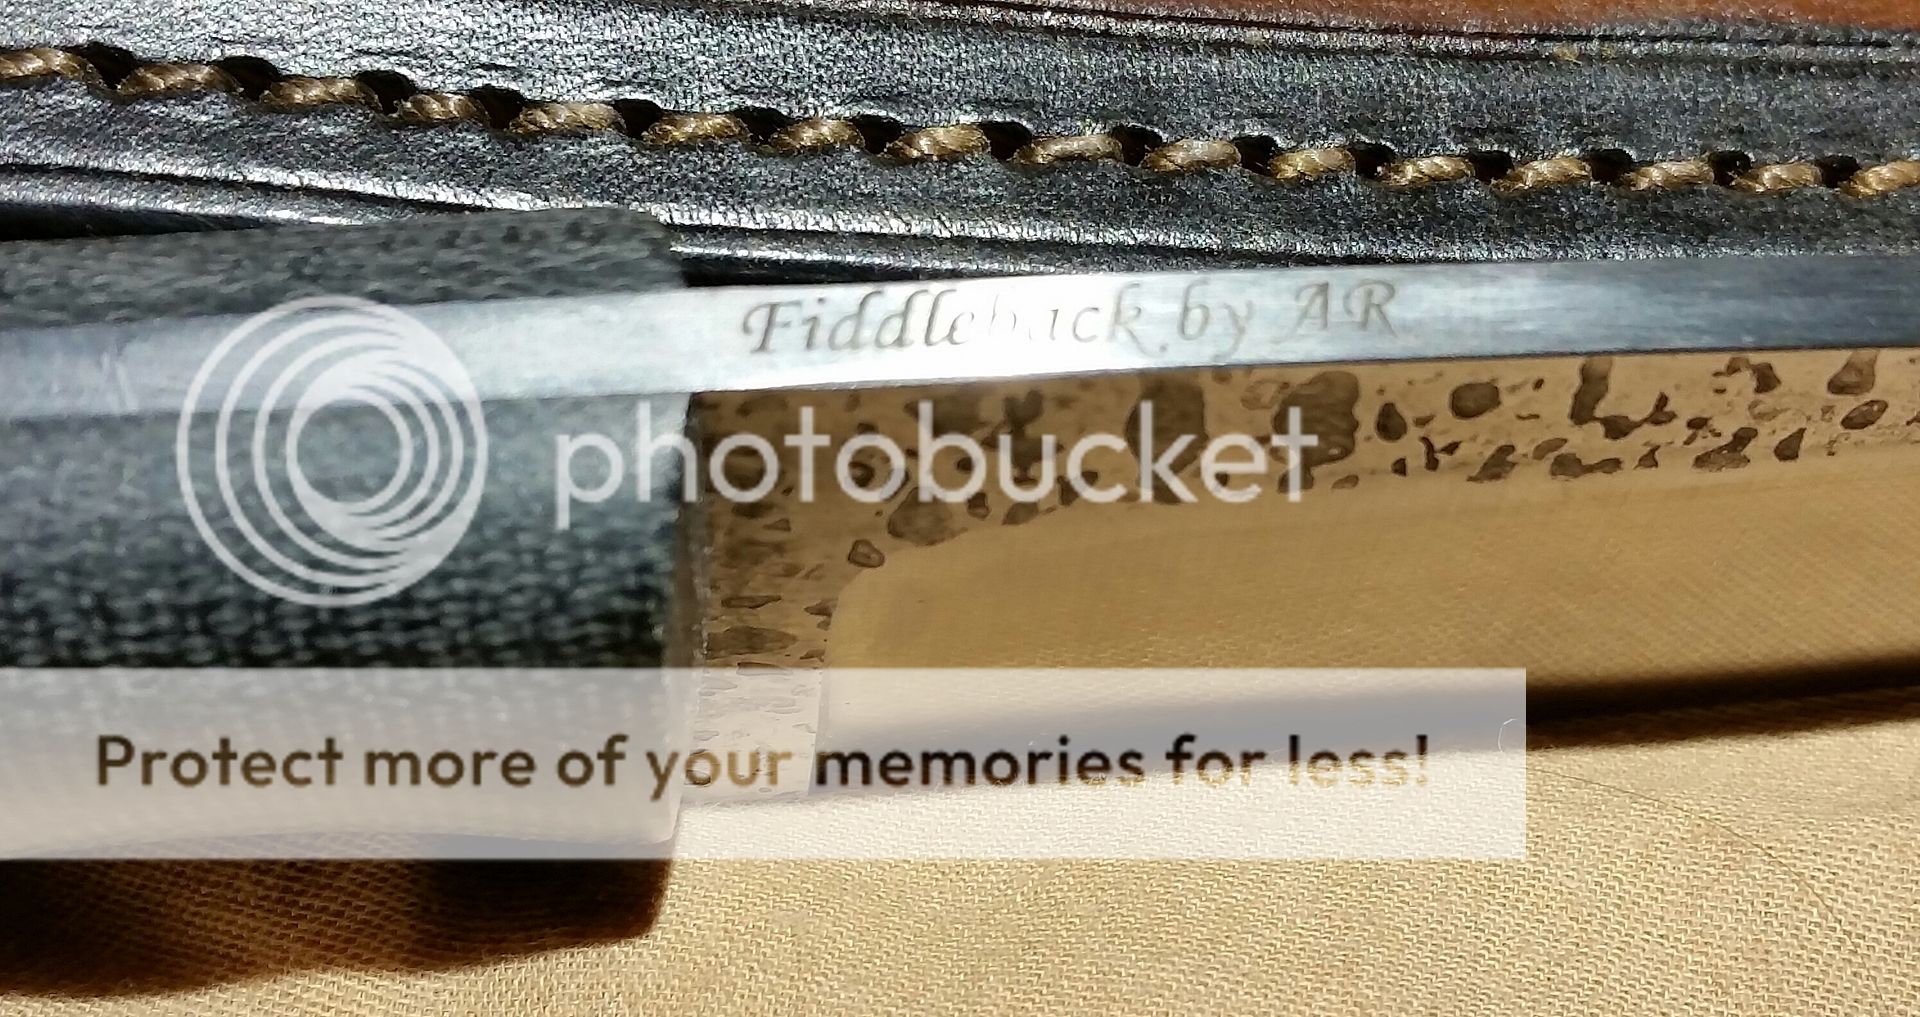 Fiddleback by AR
photobucket
Protect more of your memories for less!